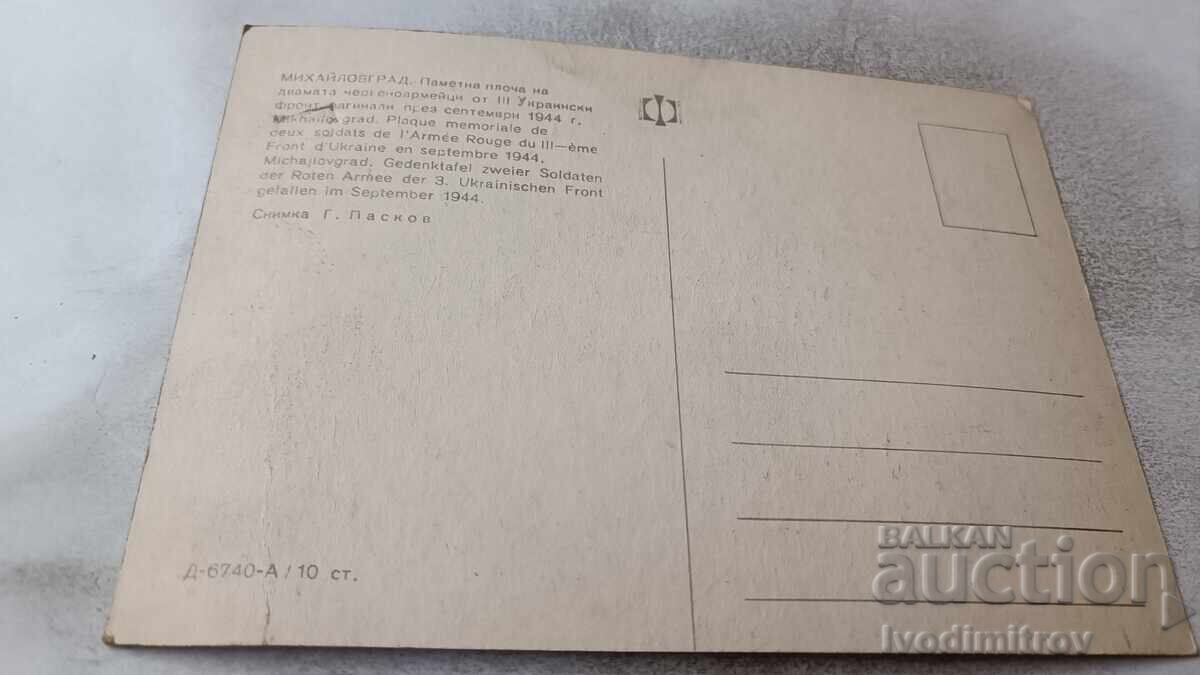 МИХАЙЛОВГРАД. Паметна плоча на
двамата червеноармейци от III Украински
фронт загинали през септември 1944 г.
Mikhailovgrad. Plaque memoriale de
deux soldats de l'Armée Rouge du III—ème
Front d'Ukraine en septembre 1944.
Michajlovgrad. Gedenktafel zweier Soldaten
der Roten Armee der 3. Ukrainischen Front
gefallen im September 1944.
Снимка Г. Пасков
Д-6740-А / 10 ст.
BALKAN
auction
Ivodimitrov